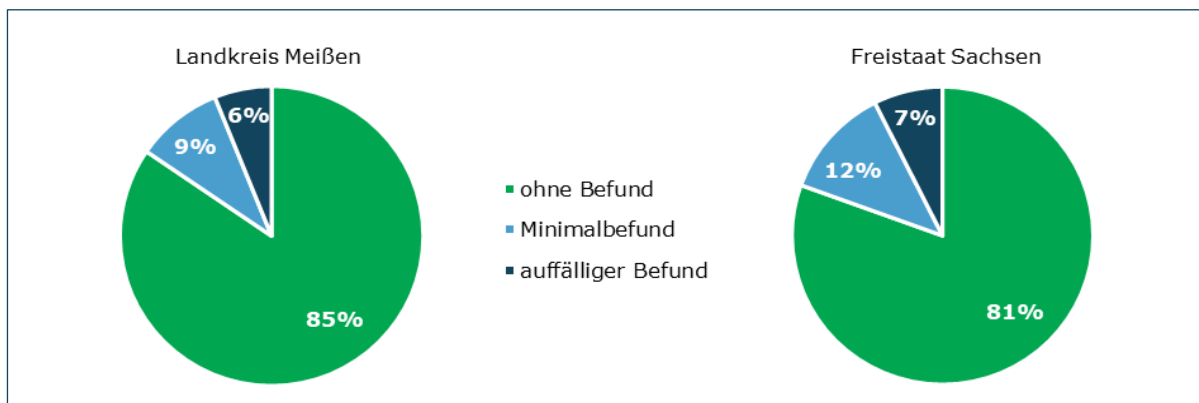 Landkreis Meißen
6%
9%
85%
ohne Befund
Minimalbefund
auffälliger Befund
Freistaat Sachsen
7%
12%
81%